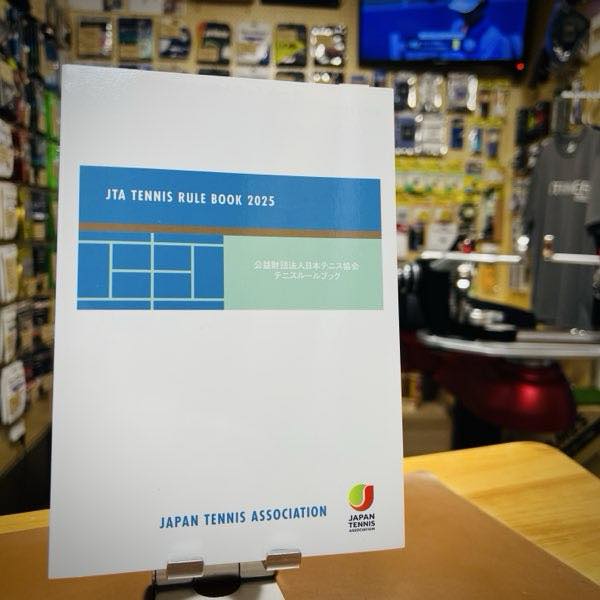 JTA TENNIS RULE BOOK 2025
公益財団法人日本テニス協会
テニスルールブック
JAPAN TENNIS ASSOCIATION
JAPAN
TENNIS
ASSOCIATION